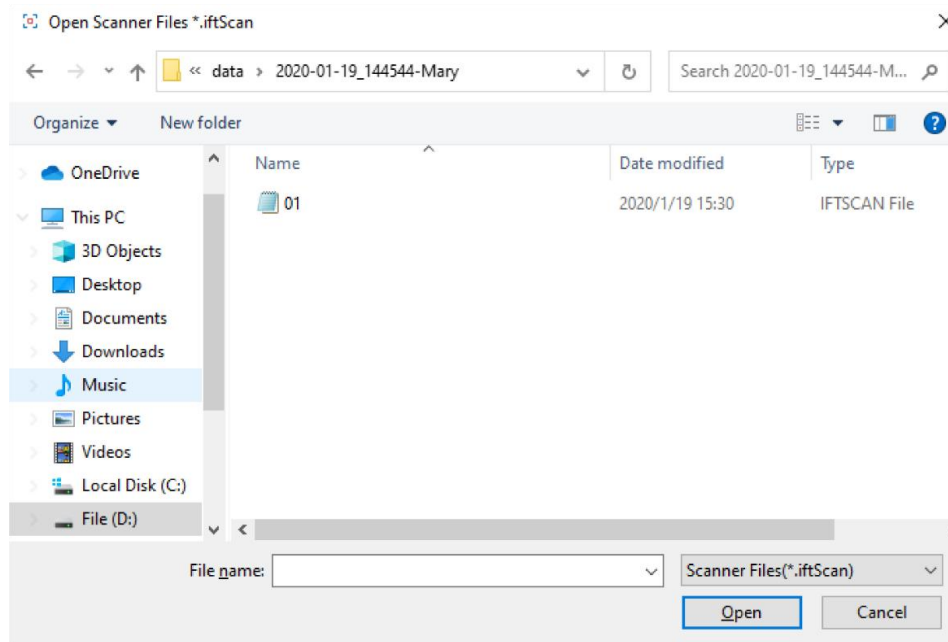 Open Scanner Files *.iftScan
« data › 2020-01-19_144544-Mary
Search 2020-01-19_144544-M...
Organize
New folder
Name
Date modified
Type
OneDrive
01
2020/1/19 15:30
IFTSCAN File
This PC
3D Objects
Desktop
Documents
Downloads
Music
Pictures
Videos
Local Disk (C:)
File (D:)
File name:
Scanner Files(*.iftScan)
Open
Cancel